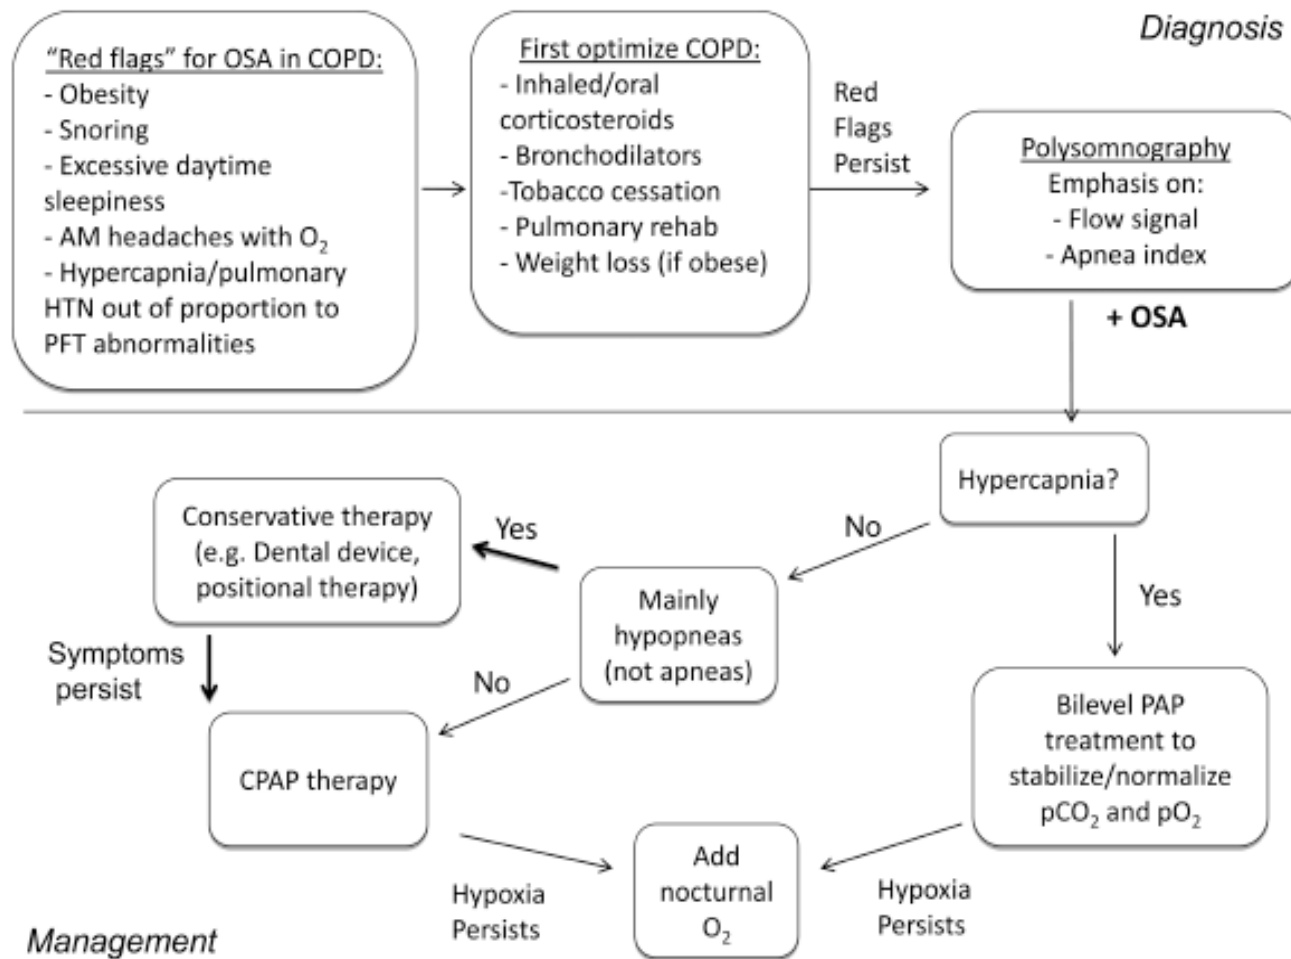 Diagnosis
“Red flags” for OSA in COPD:
- Obesity
- Snoring
- Excessive daytime
sleepiness
- AM headaches with O₂
- Hypercapnia/pulmonary
HTN out of proportion to
PFT abnormalities
First optimize COPD:
- Inhaled/oral
corticosteroids
- Bronchodilators
-Tobacco cessation
- Pulmonary rehab
- Weight loss (if obese)
Red
Flags
Persist
Polysomnography
Emphasis on:
- Flow signal
- Apnea index
+ OSA
Hypercapnia?
No
Yes
Mainly
hypopneas
(not apneas)
Yes
No
Conservative therapy
(e.g. Dental device,
positional therapy)
Symptoms
persist
CPAP therapy
Bilevel PAP
treatment to
stabilize/normalize
pCO₂ and pO₂
Hypoxia
Persists
Add
nocturnal
O₂
Hypoxia
Persists
Management